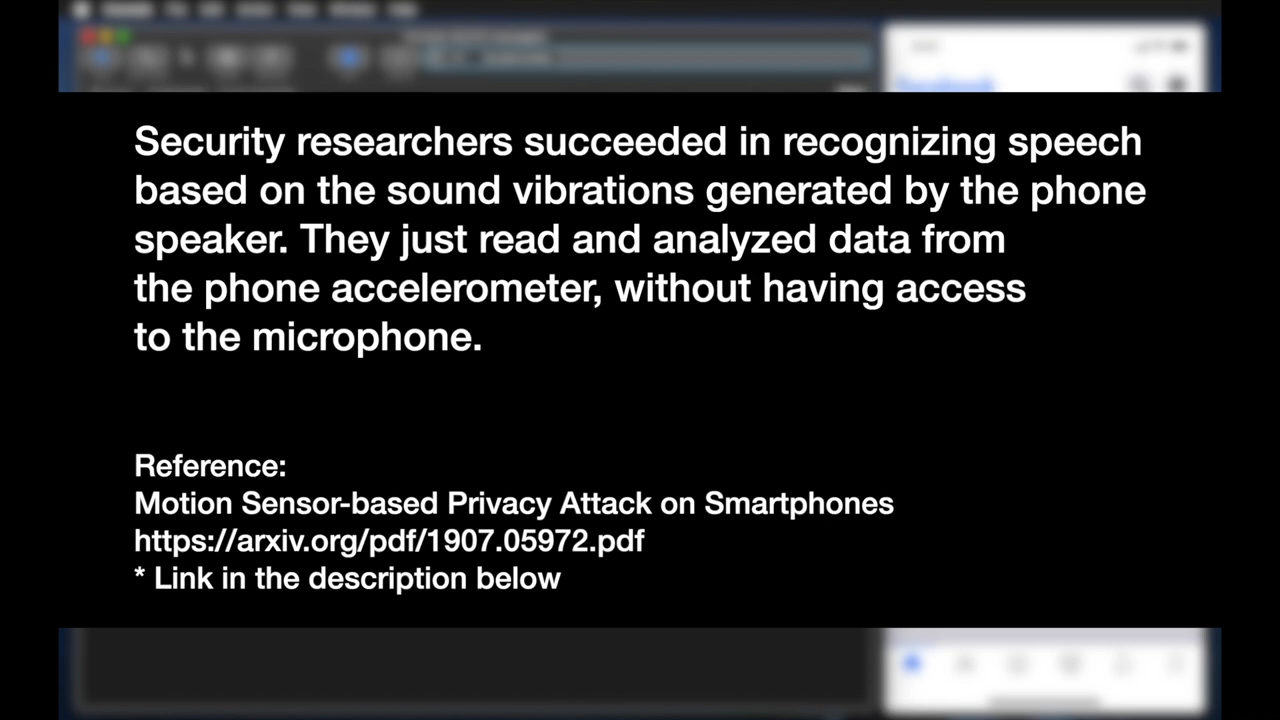 Security researchers succeeded in recognizing speech
based on the sound vibrations generated by the phone
speaker. They just read and analyzed data from
the phone accelerometer, without having access
to the microphone.
Reference:
Motion Sensor-based Privacy Attack on Smartphones
https://arxiv.org/pdf/1907.05972.pdf
* Link in the description below